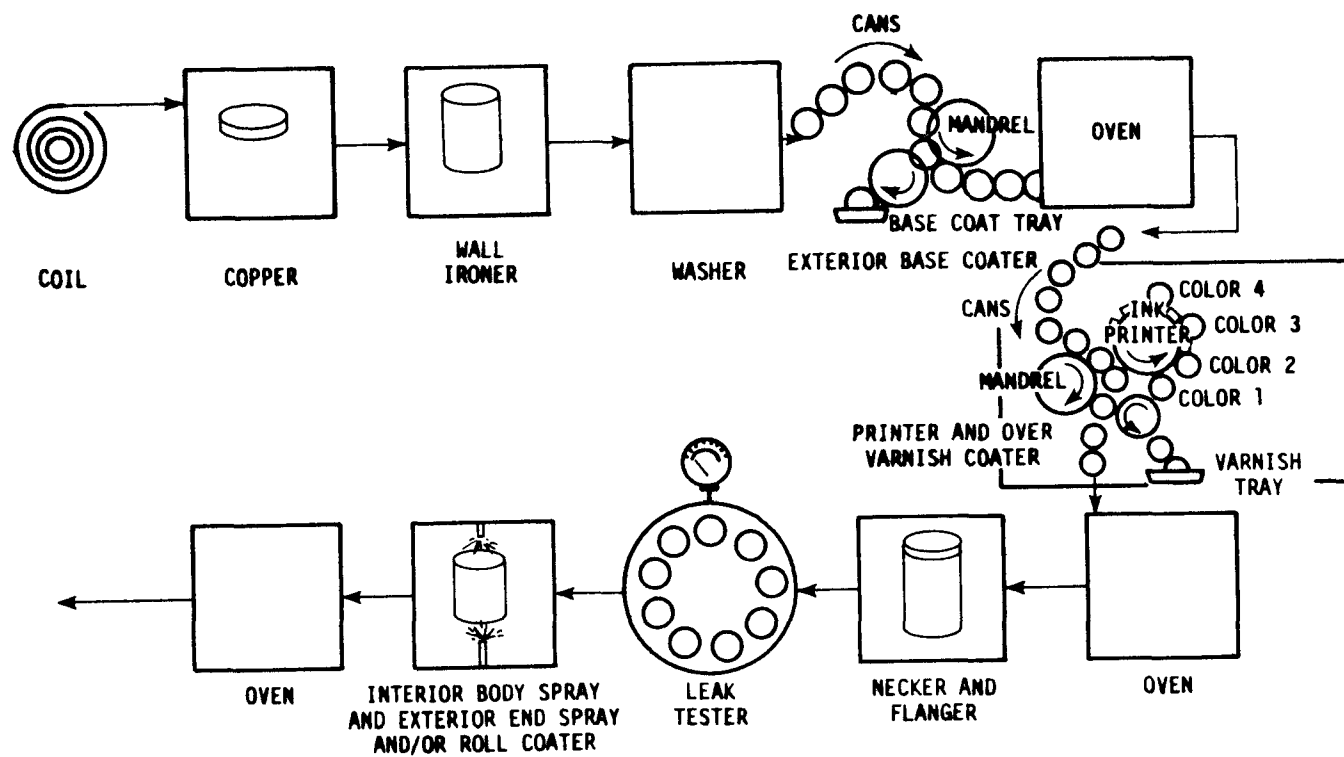 CANS
MANDREL
OVEN
BASE COAT TRAY
COIL
COPPER
WALL
IRONER
WASHER
EXTERIOR BASE COATER
CANS
INK
PRINTER
COLOR 4
COLOR 3
COLOR 2
COLOR 1
MANDREL
PRINTER AND OVER
VARNISH COATER
VARNISH
TRAY
OVEN
INTERIOR BODY SPRAY
AND EXTERIOR END SPRAY
AND/OR ROLL COATER
LEAK
TESTER
NECKER AND
FLANGER
OVEN